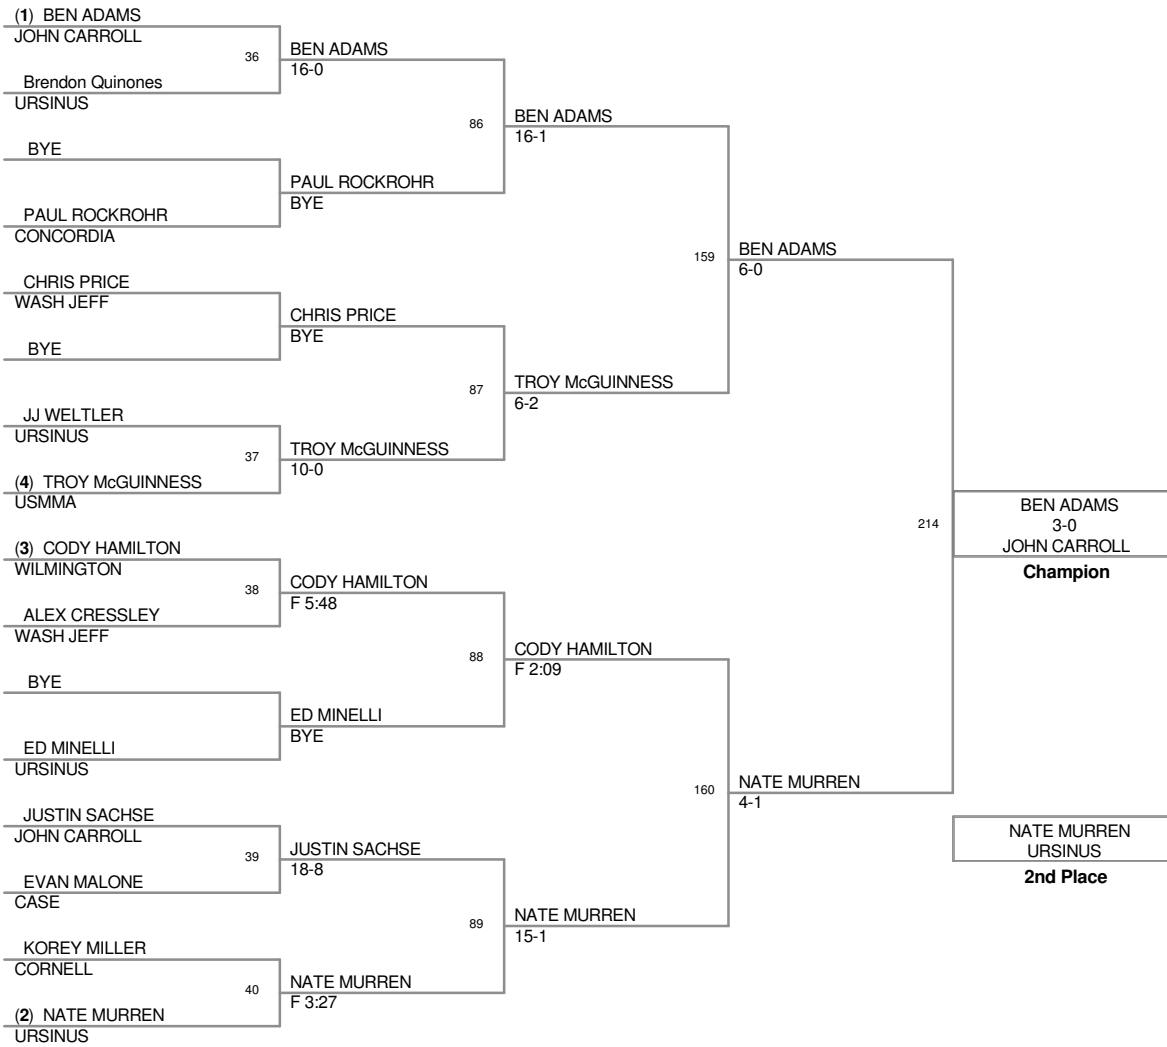 (1) BEN ADAMS
JOHN CARROLL
36
Brendon Quinones
URSINUS
BYE
PAUL ROCKROHR
CONCORDIA
CHRIS PRICE
WASH JEFF
BYE
JJ WELTLER
URSINUS
37
(4) TROY McGUINNESS
USMMA
(3) CODY HAMILTON
WILMINGTON
38
ALEX CRESSLEY
WASH JEFF
BYE
ED MINELLI
URSINUS
JUSTIN SACHSE
JOHN CARROLL
39
EVAN MALONE
CASE
KOREY MILLER
CORNELL
40
(2) NATE MURREN
URSINUS
BEN ADAMS
16-0
86
PAUL ROCKROHR
BYE
CHRIS PRICE
BYE
87
TROY McGUINNESS
10-0
CODY HAMILTON
F 5:48
88
ED MINELLI
BYE
JUSTIN SACHSE
18-8
89
NATE MURREN
F 3:27
BEN ADAMS
16-1
159
TROY McGUINNESS
6-2
CODY HAMILTON
F 2:09
160
NATE MURREN
15-1
BEN ADAMS
6-0
214
NATE MURREN
4-1
BEN ADAMS
3-0
JOHN CARROLL
Champion
NATE MURREN
URSINUS
2nd Place